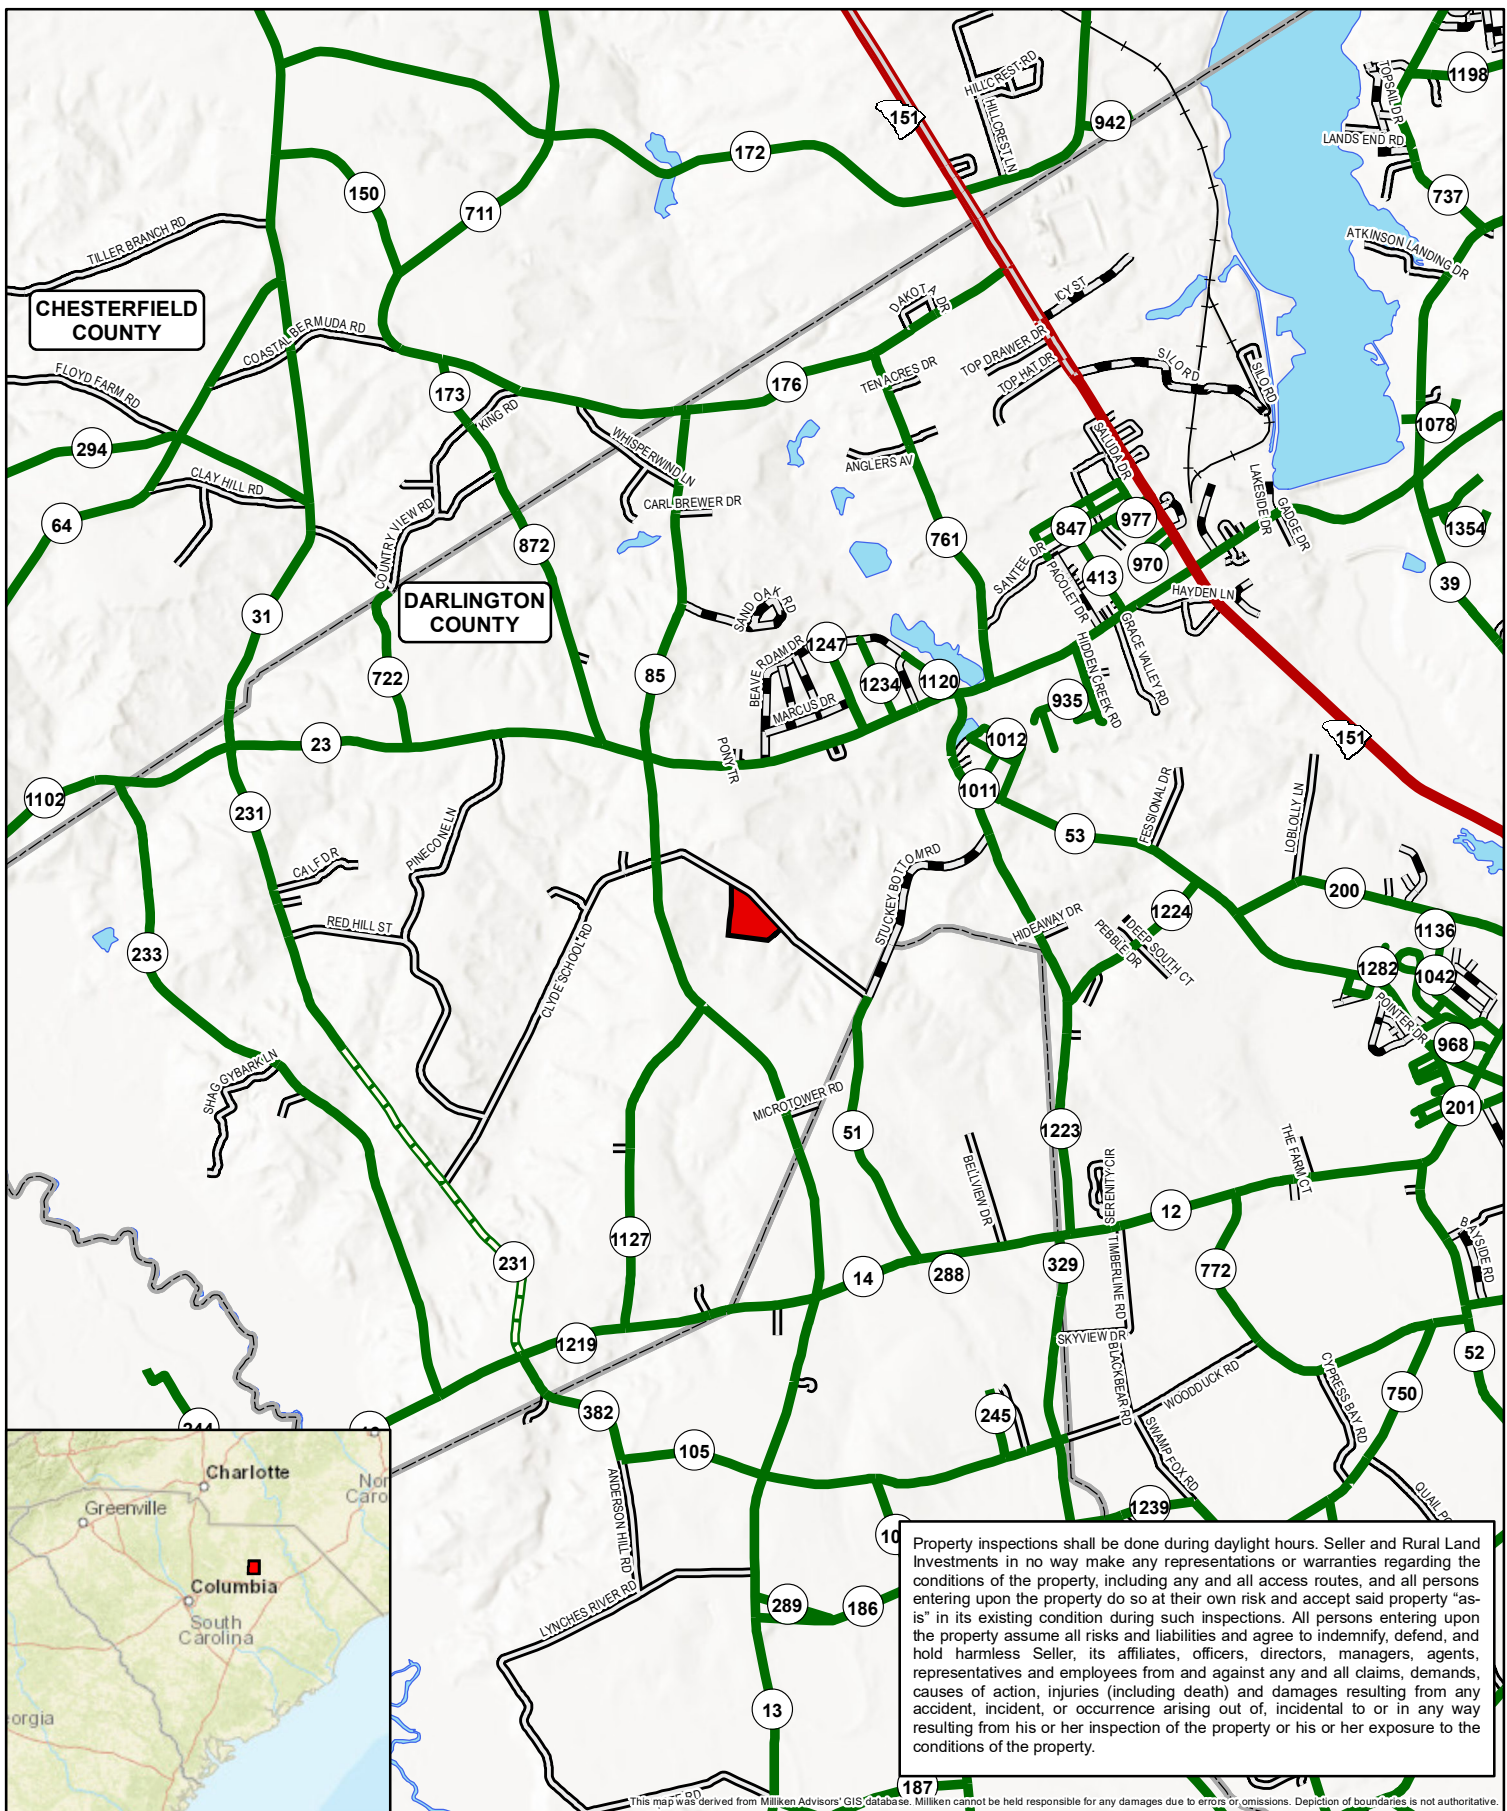 HILLCREST RD
HILLCREST LN
151
942
172
150
711
TOPSAIL DR
1198
LANDS END RD
737
ATKINSON LANDING DR
TILLER BRANCH RD
CHESTERFIELD
COUNTY
COASTAL BERMUDA RD
FLOYD FARM RD
DAKOTA DR
ICY ST
TOP DRAWER DR
TOP HAT DR
SILO RD
SILO RD
173
KING RD
176
TEN ACRES DR
1078
294
CLAY HILL RD
WHISPERWIND LN
CARL BREWER DR
ANGLERS AV
SALUDA DR
LAKESIDE DR
GADGE DR
64
COUNTRY VIEW RD
872
761
847
977
970
413
1354
39
SANTEE DR
PACOLET DR
HAYDEN LN
31
DARLINGTON
COUNTY
SAND OAK RD
GRACE VALLEY RD
HIDDEN CREEK RD
722
85
BEAVER DAM DR
1247
1234
1120
MARCUS DR
935
23
PONY TR
1012
151
1102
231
1011
53
FESSIONAL DR
LOBLOLLY LN
PINECONE LN
CALF DR
STUCKEY BOTTOM RD
200
1224
RED HILL ST
HIDEAWAY DR
DEEP SOUTH CT
PEBBLE DR
1136
233
CLYDE SCHOOL RD
1282
1042
POINTER DR
968
SHAGGYBARK LN
MICROTOWER RD
201
51
1223
THE FARM CT
BELLVIEW DR
SERENITY CIR
12
1127
231
14
288
329
TIMBERLINE RD
772
BAYSIDE RD
1219
SKYVIEW DR
52
BLACKBEAR RD
WOODDUCK RD
CYPRESS BAY RD
750
382
245
105
SWAMP FOX RD
ANDERSON HILL RD
1239
LYNCHES RIVER RD
289
186
13
187
Charlotte
Greenville
Columbia
South
Carolina
Property inspections shall be done during daylight hours. Seller and Rural Land
Investments in no way make any representations or warranties regarding the
conditions of the property, including any and all access routes, and all persons
entering upon the property do so at their own risk and accept said property “as-
is” in its existing condition during such inspections. All persons entering upon
the property assume all risks and liabilities and agree to indemnify, defend, and
hold harmless Seller, its affiliates, officers, directors, managers, agents,
representatives and employees from and against any and all claims, demands,
causes of action, injuries (including death) and damages resulting from any
accident, incident, or occurrence arising out of, incidental to or in any way
resulting from his or her inspection of the property or his or her exposure to the
conditions of the property.
This map was derived from Milliken Advisors' GIS database. Milliken cannot be held responsible for any damages due to errors or omissions. Depiction of boundaries is not authoritative.